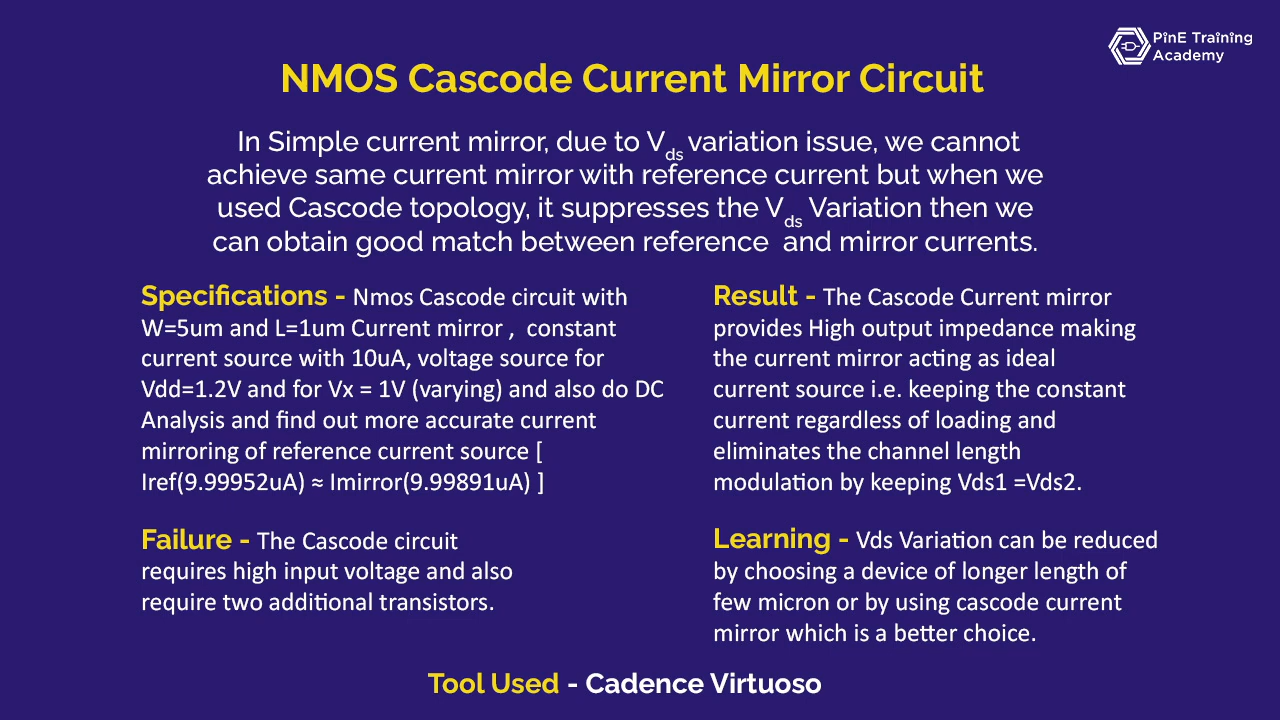 PinE Training
Academy
NMOS Cascode Current Mirror Circuit
In Simple current mirror, due to Vds variation issue, we cannot
achieve same current mirror with reference current but when we
used Cascode topology, it suppresses the Vds Variation then we
can obtain good match between reference and mirror currents.
Specifications - Nmos Cascode circuit with
W=5um and L=1um Current mirror , constant
current source with 10uA, voltage source for
Vdd=1.2V and for Vx = 1V (varying) and also do DC
Analysis and find out more accurate current
mirroring of reference current source [
Iref(9.99952uA) ≈ Imirror(9.99891uA) ]
Failure - The Cascode circuit
requires high input voltage and also
require two additional transistors.
Result - The Cascode Current mirror
provides High output impedance making
the current mirror acting as ideal
current source i.e. keeping the constant
current regardless of loading and
eliminates the channel length
modulation by keeping Vds1 =Vds2.
Learning - Vds Variation can be reduced
by choosing a device of longer length of
few micron or by using cascode current
mirror which is a better choice.
Tool Used - Cadence Virtuoso